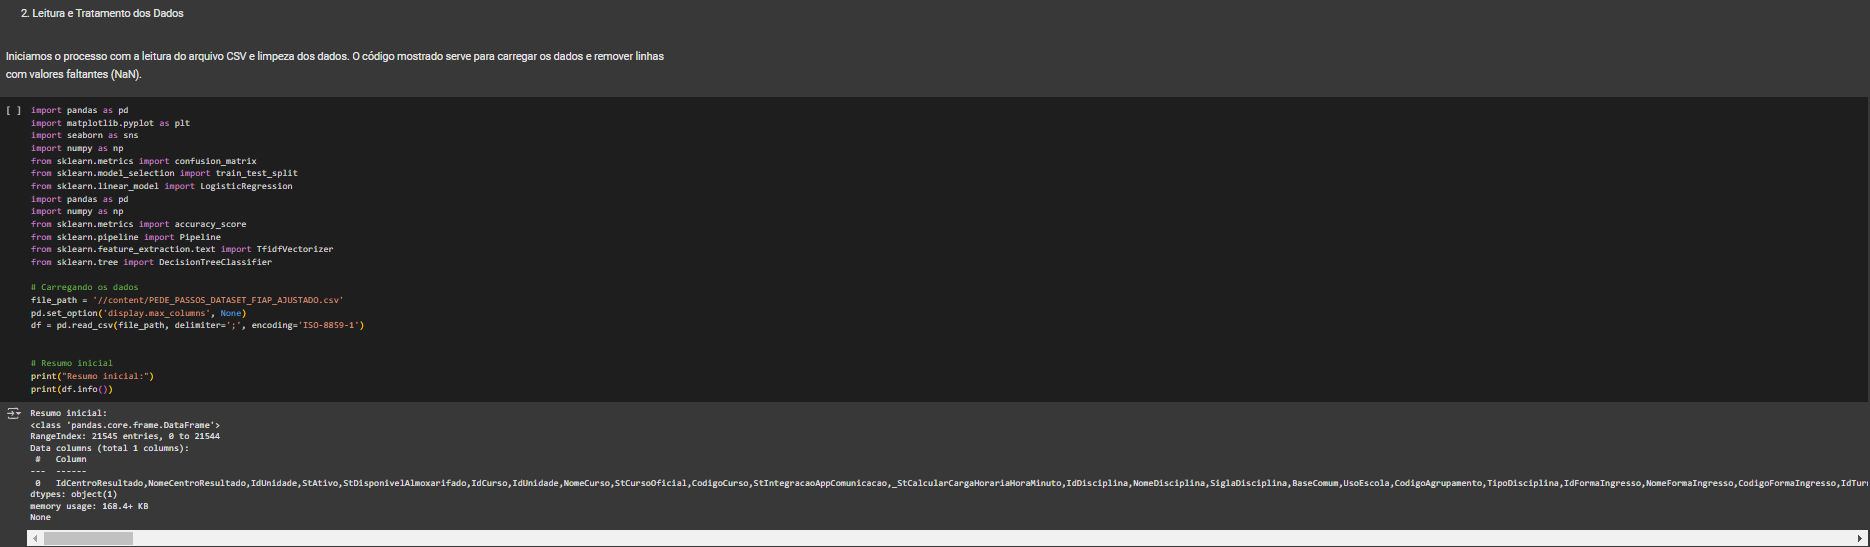 2. Leitura e Tratamento dos Dados
Iniciamos o processo com a leitura do arquivo CSV e limpeza dos dados. O código mostrado serve para carregar os dados e remover linhas
com valores faltantes (NaN).
[ ] import pandas as pd
import matplotlib.pyplot as plt
import seaborn as sns
import numpy as np
from sklearn.metrics import confusion_matrix
from sklearn.model_selection import train_test_split
from sklearn.linear_model import LogisticRegression
import pandas as pd
import numpy as np
from sklearn.metrics import accuracy_score
from sklearn.pipeline import Pipeline
from sklearn.feature_extraction.text import TfidfVectorizer
from sklearn.tree import DecisionTreeClassifier
# Carregando os dados
file_path = '//content/PEDE_PASSOS_DATASET_FIAP_AJUSTADO.csv'
pd.set_option('display.max_columns', None)
df = pd.read_csv(file_path, delimiter=';', encoding='ISO-8859-1')
# Resumo inicial
print("Resumo inicial:")
print(df.info())
Resumo inicial:
<class 'pandas.core.frame.DataFrame'>
RangeIndex: 21545 entries, 0 to 21544
Data columns (total 1 columns):
# Column
--- ------
0 IdCentroResultado,NomeCentroResultado,IdUnidade,StAtivo,StDisponivelAlmoxarifado,IdCurso,IdUnidade,NomeCurso,StCursoOficial,CodigoCurso,StIntegracaoAppComunicacao,_StCalcularCargaHorariaHoraMinuto,IdDisciplina,NomeDisciplina,SiglaDisciplina,BaseComum,UsoEscola,CodigoAgrupamento,TipoDisciplina,IdFormaIngresso,NomeFormaIngresso,CodigoFormaIngresso,IdTur
dtypes: object(1)
memory usage: 168.4+ KB
None